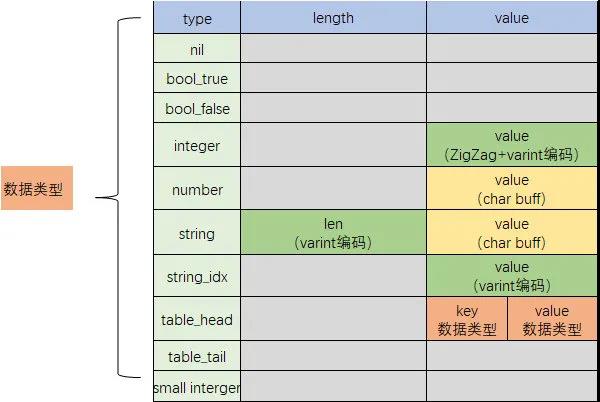 type length value
nil
bool_true
bool_false
integer value
(ZigZag+varint编码)
数据类型
number value
(char buff)
string len value
(varint编码) (char buff)
string_idx value
(varint编码)
table_head key value
数据类型 数据类型
table_tail
small interger